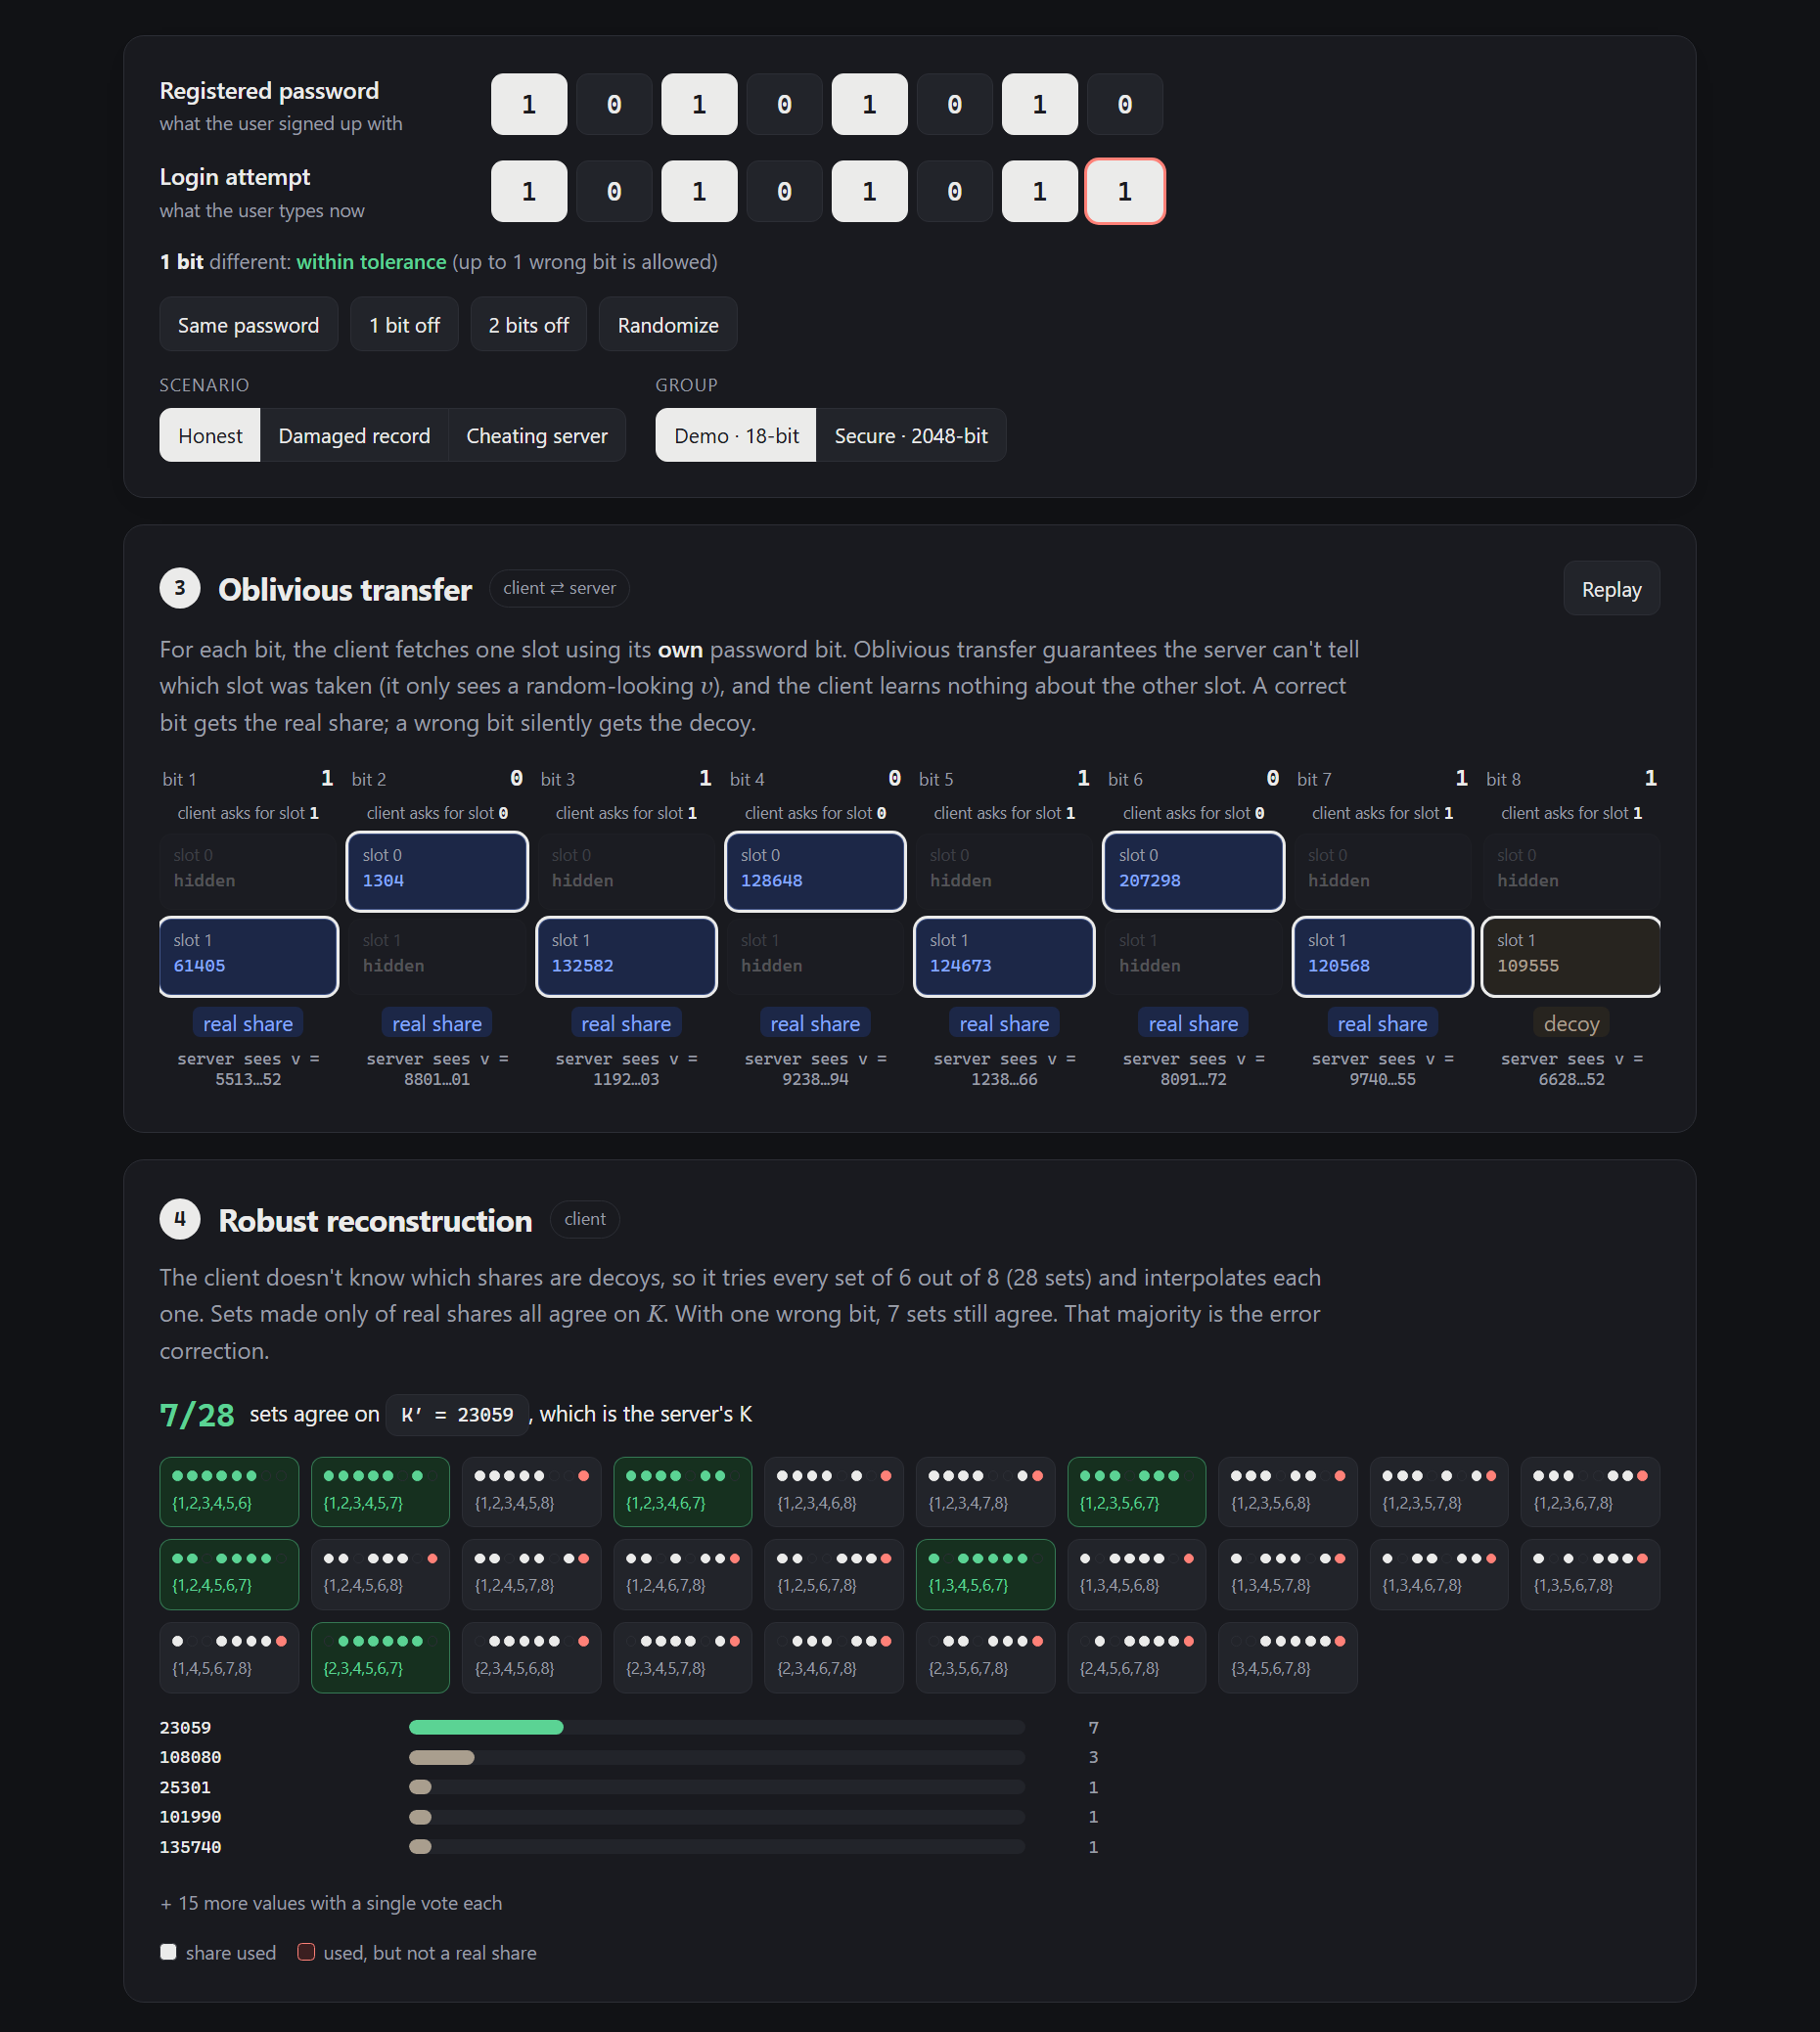 Registered password
what the user signed up with
1 0 1 0 1 0 1 0
Login attempt
what the user types now
1 0 1 0 1 0 1 1
1 bit different: within tolerance (up to 1 wrong bit is allowed)
Same password 1 bit off 2 bits off Randomize
SCENARIO GROUP
Honest Damaged record Cheating server Demo · 18-bit Secure · 2048-bit
3 Oblivious transfer client ⇄ server Replay
For each bit, the client fetches one slot using its own password bit. Oblivious transfer guarantees the server can't tell
which slot was taken (it only sees a random-looking v), and the client learns nothing about the other slot. A correct
bit gets the real share; a wrong bit silently gets the decoy.
bit 1 1 bit 2 0 bit 3 1 bit 4 0 bit 5 1 bit 6 0 bit 7 1 bit 8 1
client asks for slot 1 client asks for slot 0 client asks for slot 1 client asks for slot 0 client asks for slot 1 client asks for slot 0 client asks for slot 1 client asks for slot 1
slot 0 slot 0 slot 0 slot 0 slot 0 slot 0 slot 0 slot 0
hidden 1304 hidden 128648 hidden 207298 hidden hidden
slot 1 slot 1 slot 1 slot 1 slot 1 slot 1 slot 1 slot 1
61405 hidden 132582 hidden 124673 hidden 120568 109555
real share real share real share real share real share real share real share decoy
server sees v = server sees v = server sees v = server sees v = server sees v = server sees v = server sees v = server sees v =
5513…52 8801…01 1192…03 9238…94 1238…66 8091…72 9740…55 6628…52
4 Robust reconstruction client
The client doesn't know which shares are decoys, so it tries every set of 6 out of 8 (28 sets) and interpolates each
one. Sets made only of real shares all agree on K. With one wrong bit, 7 sets still agree. That majority is the error
correction.
7/28 sets agree on K′ = 23059 , which is the server's K
{1,2,3,4,5,6} {1,2,3,4,5,7} {1,2,3,4,5,8} {1,2,3,4,6,7} {1,2,3,4,6,8} {1,2,3,4,7,8} {1,2,3,5,6,7} {1,2,3,5,6,8} {1,2,3,5,7,8} {1,2,3,6,7,8}
{1,2,4,5,6,7} {1,2,4,5,6,8} {1,2,4,5,7,8} {1,2,4,6,7,8} {1,2,5,6,7,8} {1,3,4,5,6,7} {1,3,4,5,6,8} {1,3,4,5,7,8} {1,3,4,6,7,8} {1,3,5,6,7,8}
{1,4,5,6,7,8} {2,3,4,5,6,7} {2,3,4,5,6,8} {2,3,4,5,7,8} {2,3,4,6,7,8} {2,3,5,6,7,8} {2,4,5,6,7,8} {3,4,5,6,7,8}
23059 7
108080 3
25301 1
101990 1
135740 1
+ 15 more values with a single vote each
share used used, but not a real share